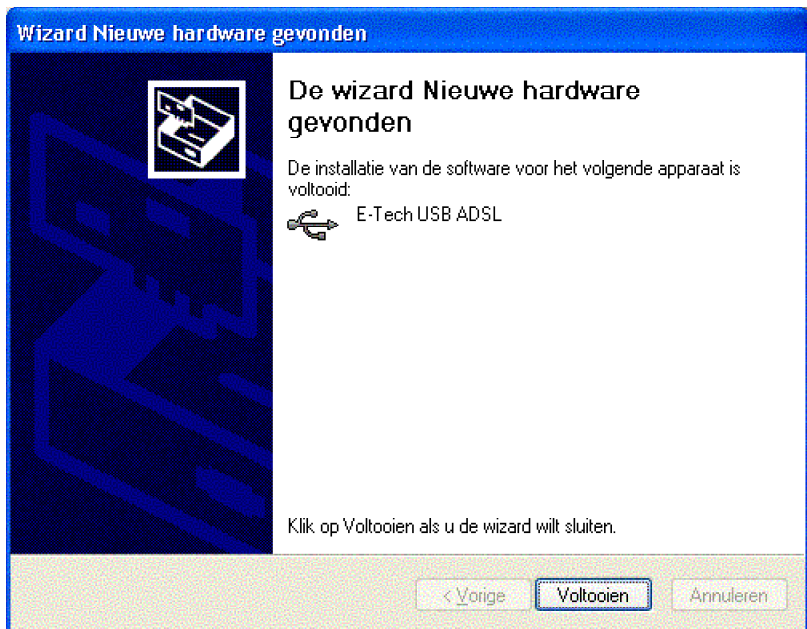 Wizard Nieuwe hardware gevonden
De wizard Nieuwe hardware
gevonden
De installatie van de software voor het volgende apparaat is
voltooid:
E-Tech USB ADSL
Klik op Voltooien als u de wizard wilt sluiten.
< Vorige Voltooien Annuleren